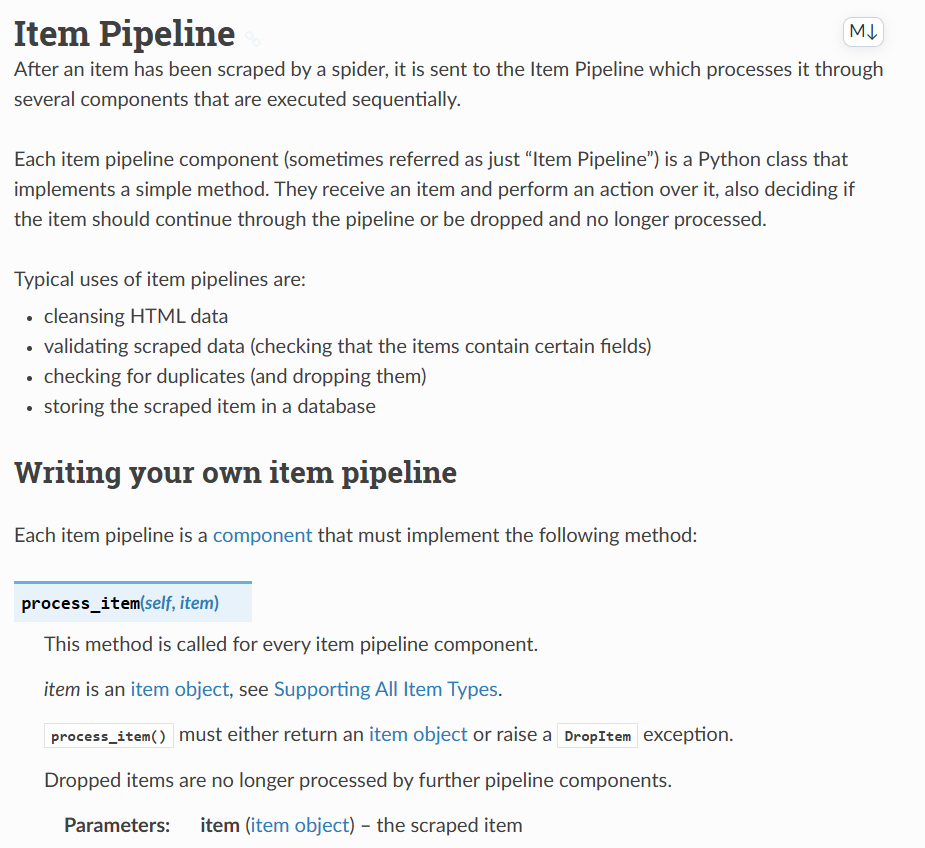 Item Pipeline
M↓
After an item has been scraped by a spider, it is sent to the Item Pipeline which processes it through
several components that are executed sequentially.
Each item pipeline component (sometimes referred as just “Item Pipeline”) is a Python class that
implements a simple method. They receive an item and perform an action over it, also deciding if
the item should continue through the pipeline or be dropped and no longer processed.
Typical uses of item pipelines are:
• cleansing HTML data
• validating scraped data (checking that the items contain certain fields)
• checking for duplicates (and dropping them)
• storing the scraped item in a database
Writing your own item pipeline
Each item pipeline is a component that must implement the following method:
process_item(self, item)
This method is called for every item pipeline component.
item is an item object, see Supporting All Item Types.
process_item() must either return an item object or raise a DropItem exception.
Dropped items are no longer processed by further pipeline components.
Parameters: item (item object) – the scraped item